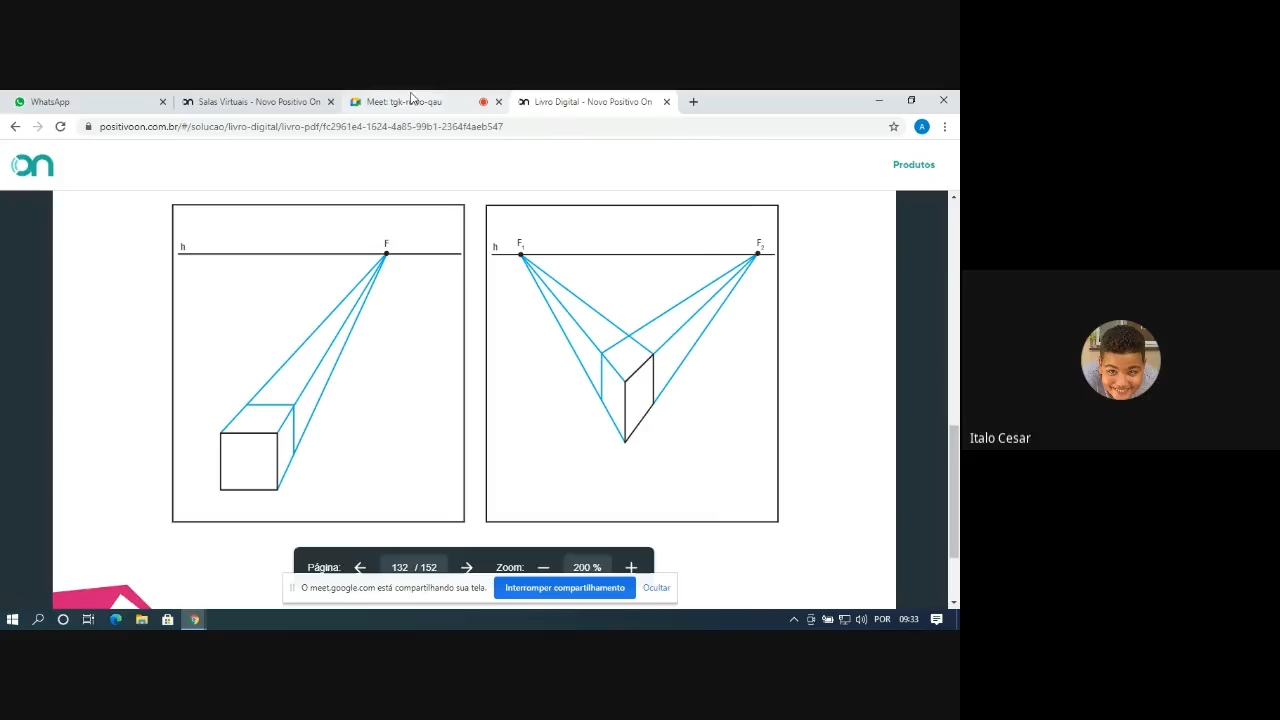 WhatsApp
Salas Virtuais - Novo Positivo On
Livro Digital - Novo Positivo On
positivoon.com.br/#/solucao/livro-digital/livro-pdf/fc2961e4-1624-4a85-99b1-2364f4aeb547
A
on
Produtos
h F
h F₁ F₂
Página: 132 / 152 Zoom: 200 %
O meet.google.com está compartilhando sua tela. Interromper compartilhamento Ocultar
POR 09:33
Italo Cesar